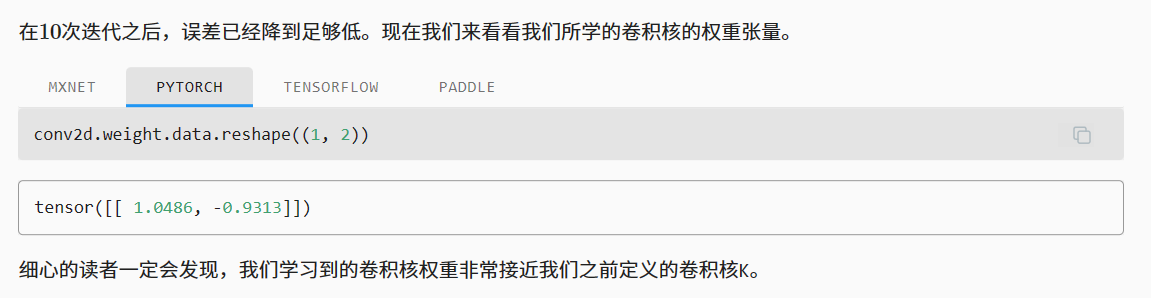 在10次迭代之后，误差已经降到足够低。现在我们来看看我们所学的卷积核的权重张量。
MXNET PYTORCH TENSORFLOW PADDLE
conv2d.weight.data.reshape((1, 2))
tensor([[ 1.0486, -0.9313]])
细心的读者一定会发现，我们学习到的卷积核权重非常接近我们之前定义的卷积核K。